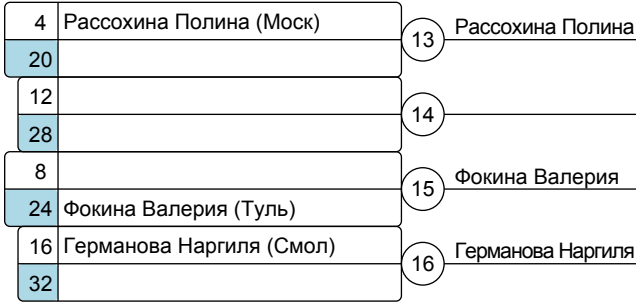 4 Рассохина Полина (Моск)
13 Рассохина Полина
20
12
14
28
8
15 Фокина Валерия
24 Фокина Валерия (Туль)
16 Германова Наргиля (Смол)
16 Германова Наргиля
32